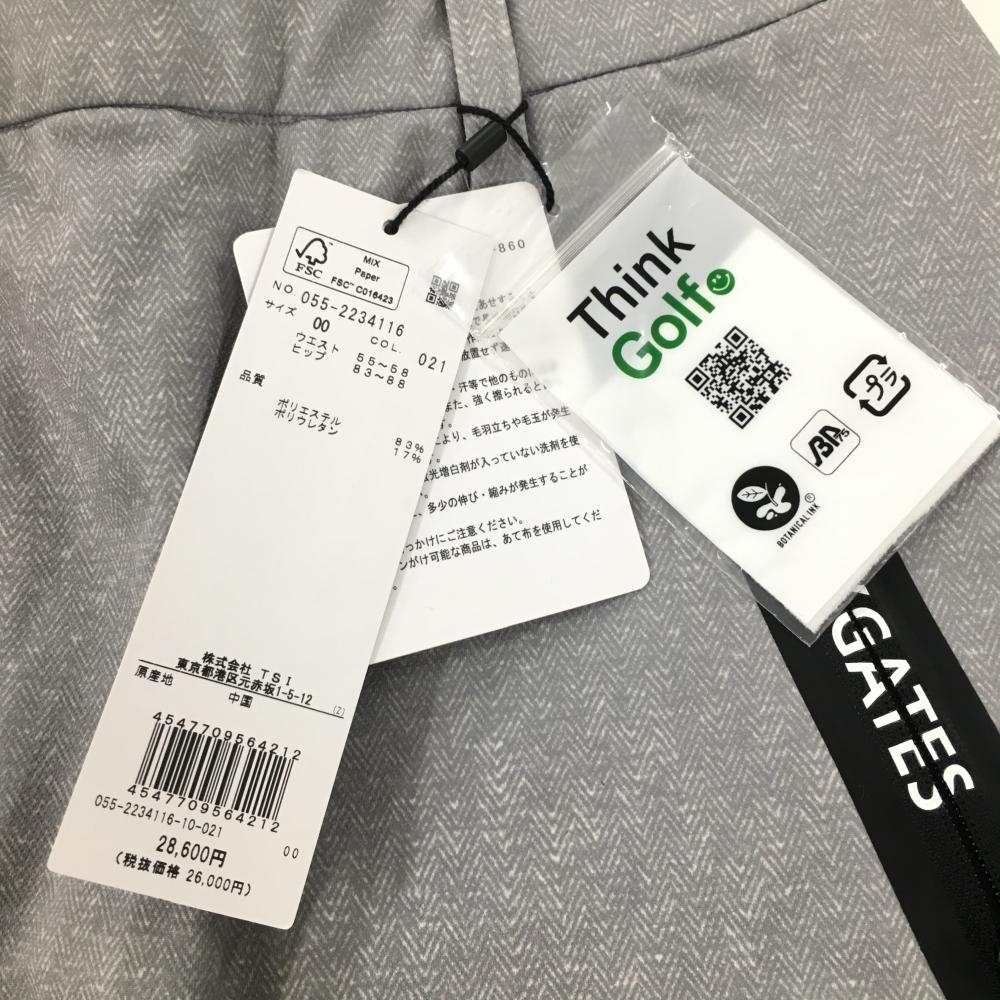 FSC
MIX
Paper
FSC™ C016423
NO. 055-2234116
サイズ COL. 021
00
ウエスト 55〜58
ヒップ 83〜88
品質
ポリエステル 83%
ポリウレタン 17%
株式会社 TSI
東京都港区元赤坂1-5-12
原産地 (Z)
中国
4547709564212
4547709564212
055-2234116-10-021
00
28,600円
(税抜価格 26,000円)
-860
汗等で他のもの
また、強く擦られると
より、毛羽立ちや毛玉が発生
光増白剤が入っていない洗剤を使
、多少の伸び・縮みが発生することが
っかけにご注意ください。
ンがけ可能な商品は、あて布を使用してくだ
Think
Golf
プラ
BOTANICAL INK®
GATES
GATES